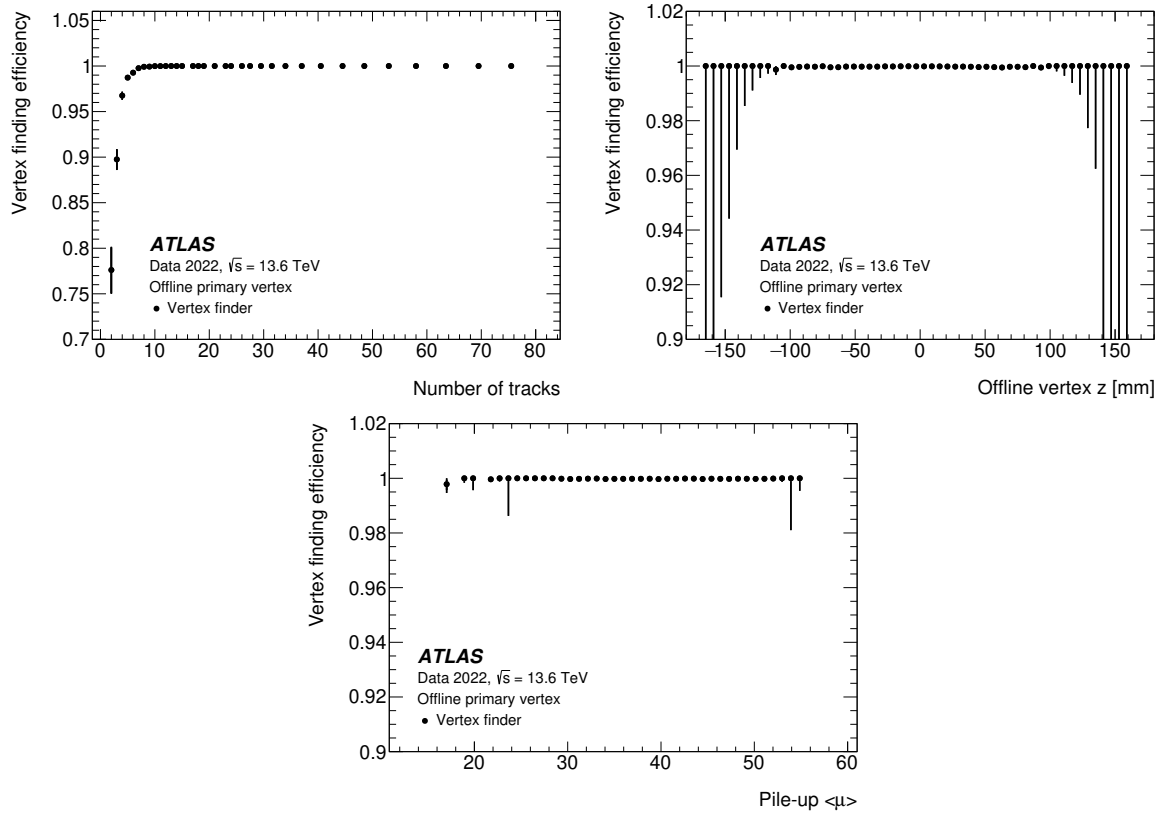 Vertex finding efficiency
1.05
1
0.95
0.9
0.85
0.8
0.75
0.7
ATLAS
Data 2022, √s = 13.6 TeV
Offline primary vertex
Vertex finder
0 10 20 30 40 50 60 70 80
Number of tracks
Vertex finding efficiency
1.02
1
0.98
0.96
0.94
0.92
0.9
ATLAS
Data 2022, √s = 13.6 TeV
Offline primary vertex
Vertex finder
−150 −100 −50 0 50 100 150
Offline vertex z [mm]
Vertex finding efficiency
1.02
1
0.98
0.96
0.94
0.92
0.9
ATLAS
Data 2022, √s = 13.6 TeV
Offline primary vertex
Vertex finder
20 30 40 50 60
Pile-up <μ>